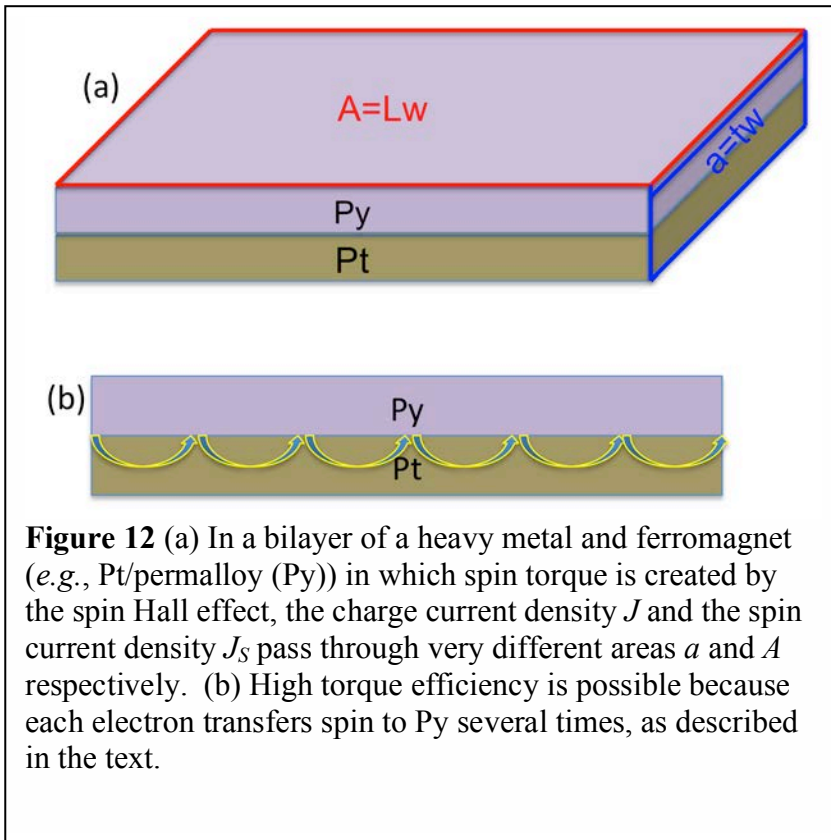 (a)
A=Lw
a=tw
Py
Pt
(b)
Py
Pt
Figure 12 (a) In a bilayer of a heavy metal and ferromagnet
(e.g., Pt/permalloy (Py)) in which spin torque is created by
the spin Hall effect, the charge current density J and the spin
current density JS pass through very different areas a and A
respectively.  (b) High torque efficiency is possible because
each electron transfers spin to Py several times, as described
in the text.